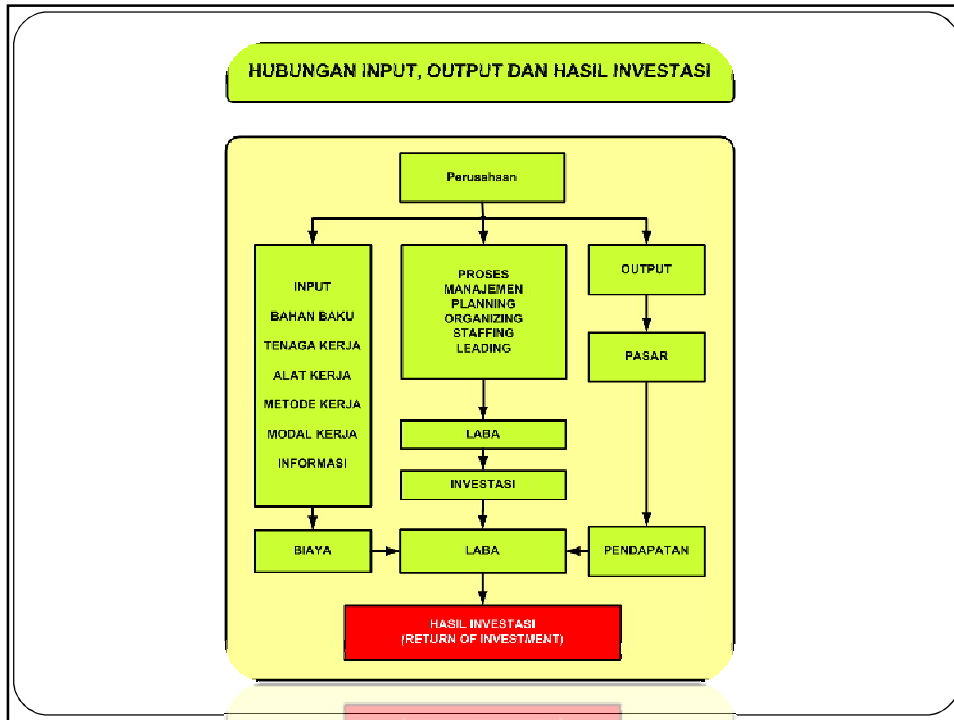 HUBUNGAN INPUT, OUTPUT DAN HASIL INVESTASI
Perusahaan
INPUT
BAHAN BAKU
TENAGA KERJA
ALAT KERJA
METODE KERJA
MODAL KERJA
INFORMASI
PROSES
MANAJEMEN
PLANNING
ORGANIZING
STAFFING
LEADING
OUTPUT
PASAR
LABA
INVESTASI
BIAYA
LABA
PENDAPATAN
HASIL INVESTASI
(RETURN OF INVESTMENT)